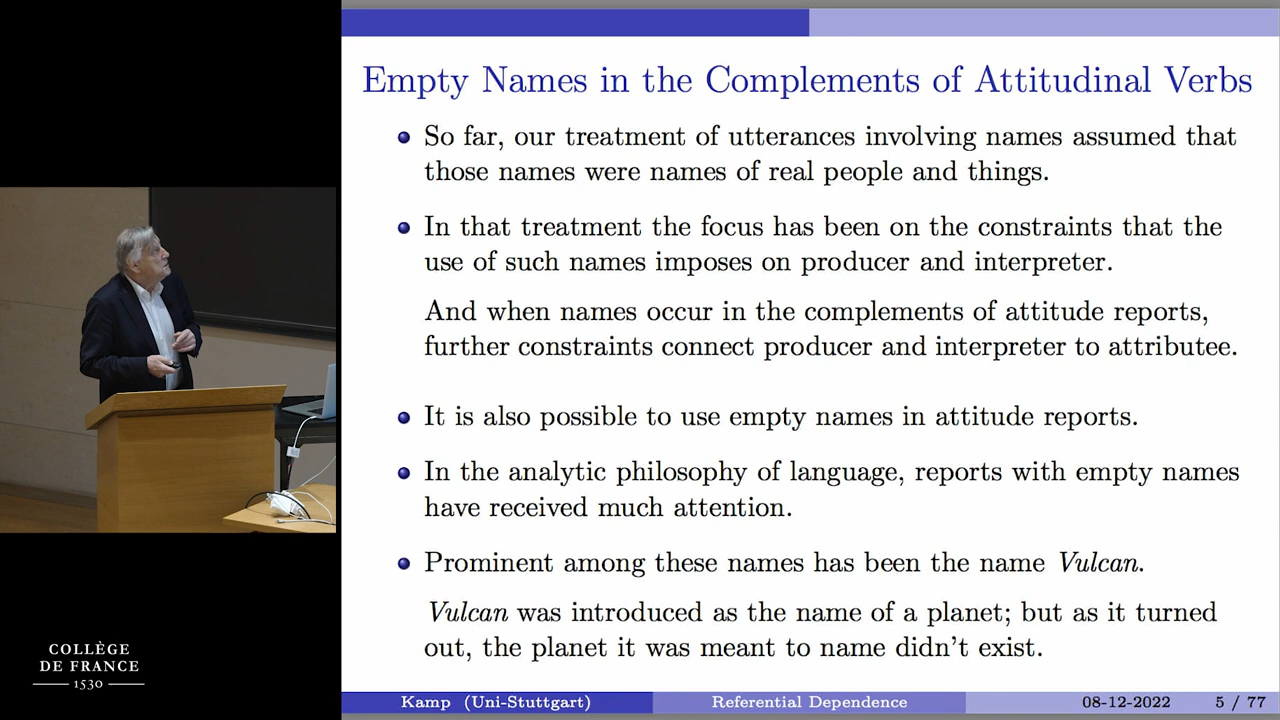 Empty Names in the Complements of Attitudinal Verbs
So far, our treatment of utterances involving names assumed that
those names were names of real people and things.
In that treatment the focus has been on the constraints that the
use of such names imposes on producer and interpreter.
And when names occur in the complements of attitude reports,
further constraints connect producer and interpreter to attributee.
It is also possible to use empty names in attitude reports.
In the analytic philosophy of language, reports with empty names
have received much attention.
Prominent among these names has been the name Vulcan.
Vulcan was introduced as the name of a planet; but as it turned
out, the planet it was meant to name didn't exist.
COLLÈGE
DE FRANCE
1530
Kamp (Uni-Stuttgart) Referential Dependence 08-12-2022 5 / 77